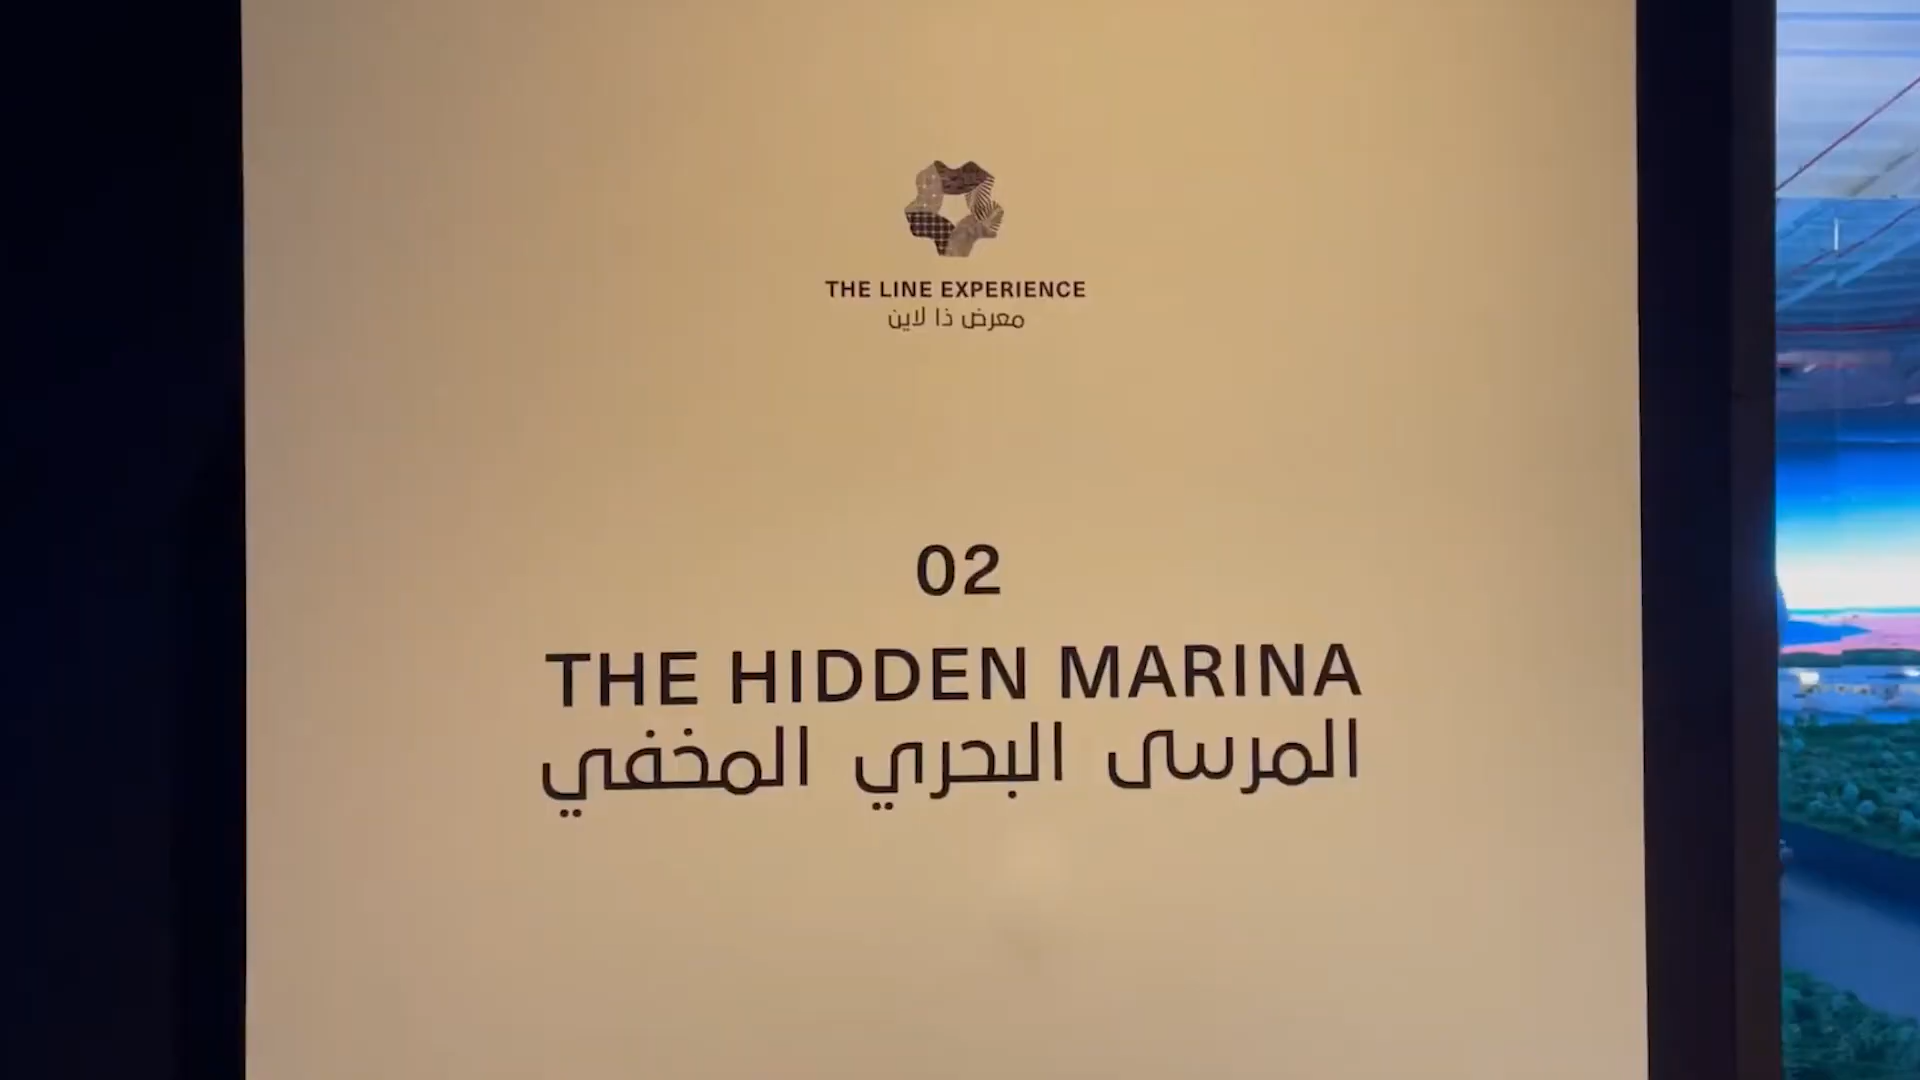 THE LINE EXPERIENCE
معرض ذا لاين
02
THE HIDDEN MARINA
المرسى البحري المخفي